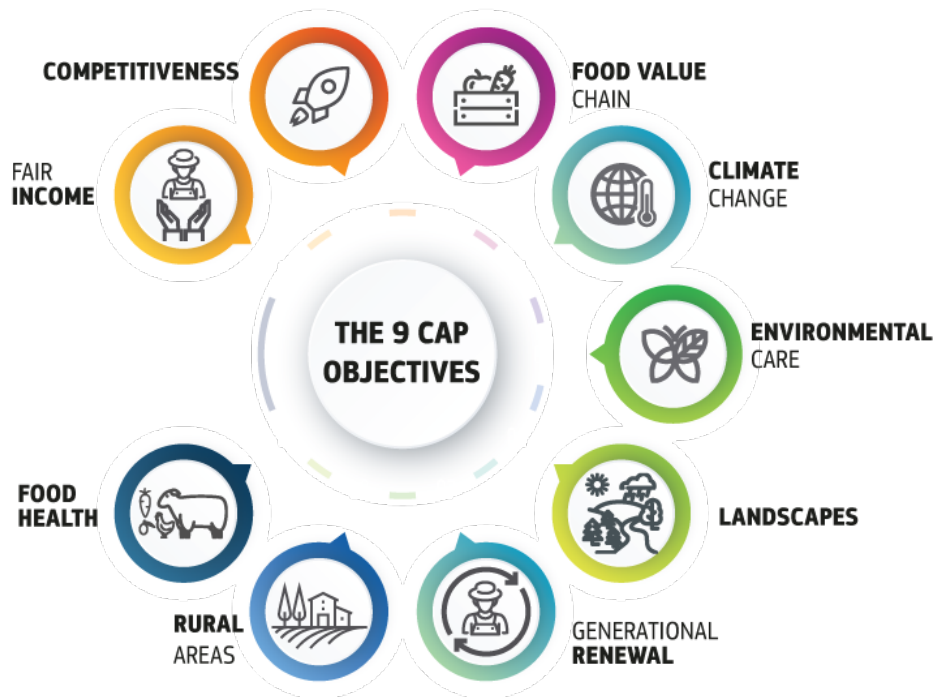 COMPETITIVENESS
FOOD VALUE
CHAIN
FAIR
INCOME
CLIMATE
CHANGE
THE 9 CAP
OBJECTIVES
ENVIRONMENTAL
CARE
FOOD
HEALTH
LANDSCAPES
RURAL
AREAS
GENERATIONAL
RENEWAL